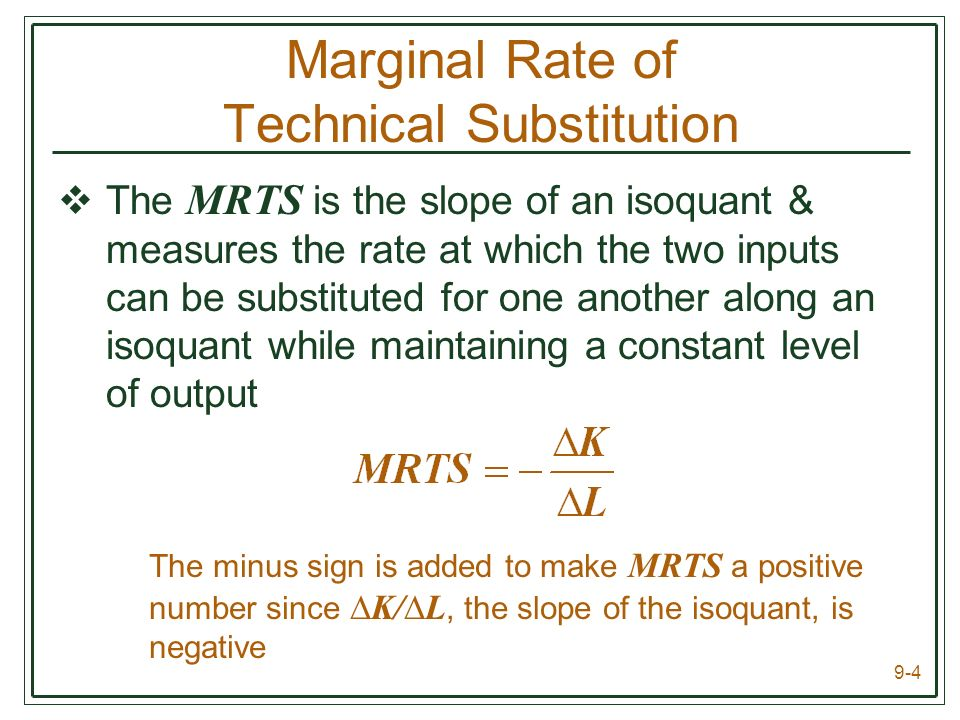 Marginal Rate of
Technical Substitution
❖ The MRTS is the slope of an isoquant &
measures the rate at which the two inputs
can be substituted for one another along an
isoquant while maintaining a constant level
of output
MRTS = − ΔK/ΔL
The minus sign is added to make MRTS a positive
number since ∆K/∆L, the slope of the isoquant, is
negative
9-4